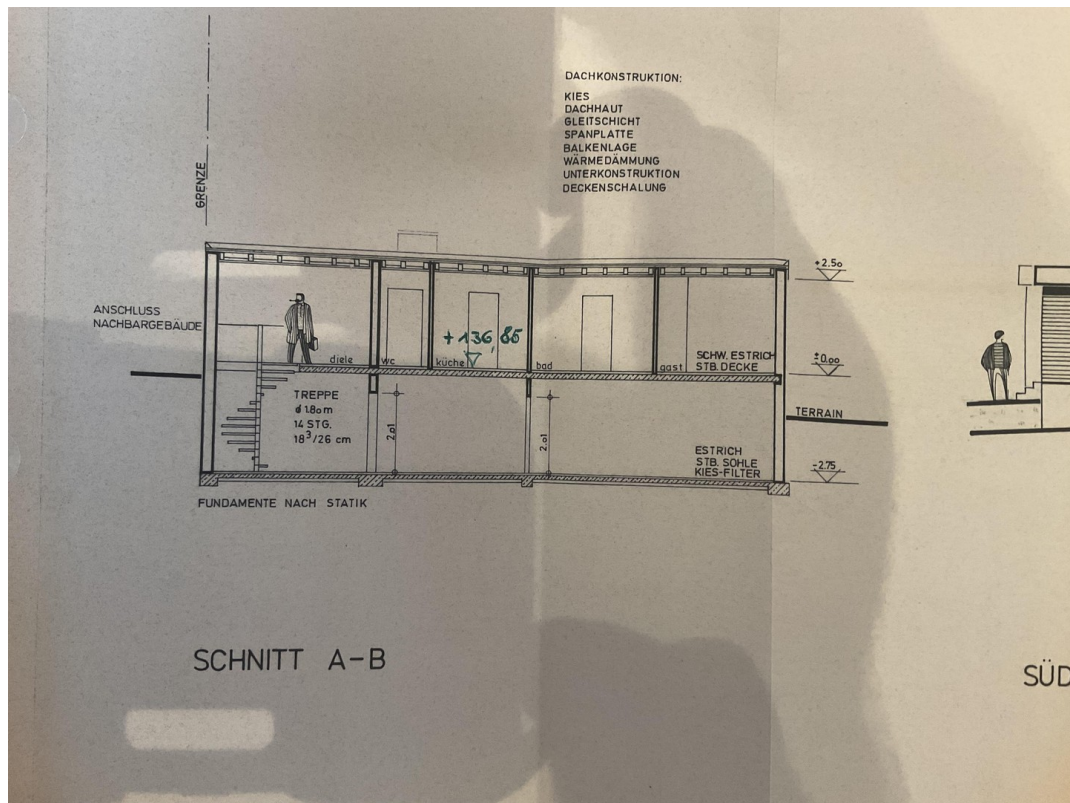 DACHKONSTRUKTION:
KIES
DACHHAUT
GLEITSCHICHT
SPANPLATTE
BALKENLAGE
WÄRMEDÄMMUNG
UNTERKONSTRUKTION
DECKENSCHALUNG
GRENZE
+2.50
ANSCHLUSS
NACHBARGEBÄUDE
+136,85
diele
wc
küche
bad
gast
SCHW. ESTRICH
STB. DECKE
±0.00
TREPPE
ø 1.80 m
14 STG.
18³/26 cm
2.01
2.01
TERRAIN
ESTRICH
STB. SOHLE
KIES-FILTER
-2.75
FUNDAMENTE NACH STATIK
SCHNITT A-B
SÜD